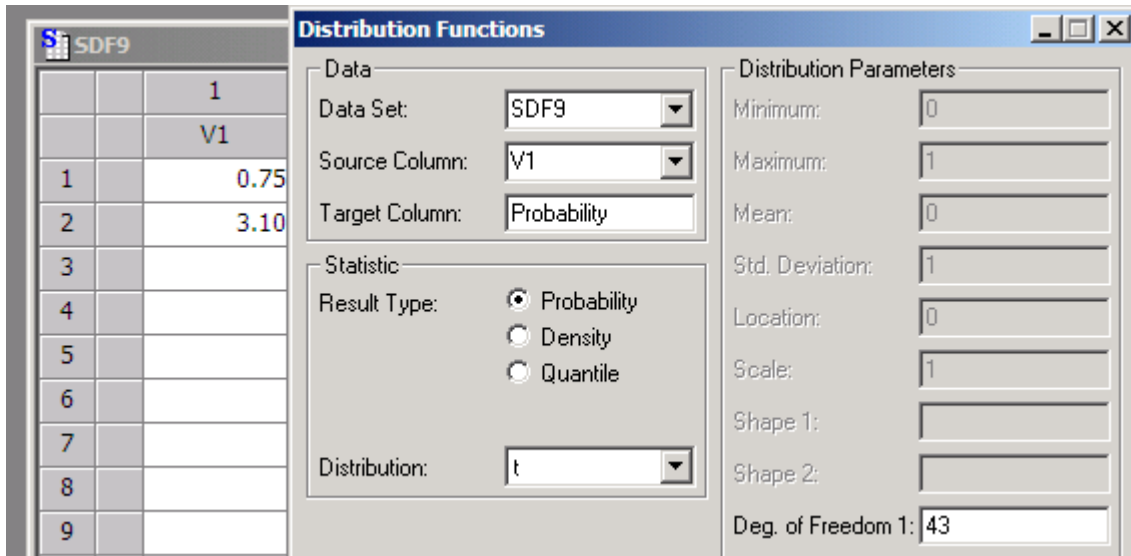 SDF9
1
V1
1 0.75
2 3.10
3
4
5
6
7
8
9
Distribution Functions
Data
Data Set: SDF9
Source Column: V1
Target Column: Probability
Statistic
Result Type: Probability
Density
Quantile
Distribution: t
Distribution Parameters
Minimum: 0
Maximum: 1
Mean: 0
Std. Deviation: 1
Location: 0
Scale: 1
Shape 1:
Shape 2:
Deg. of Freedom 1: 43